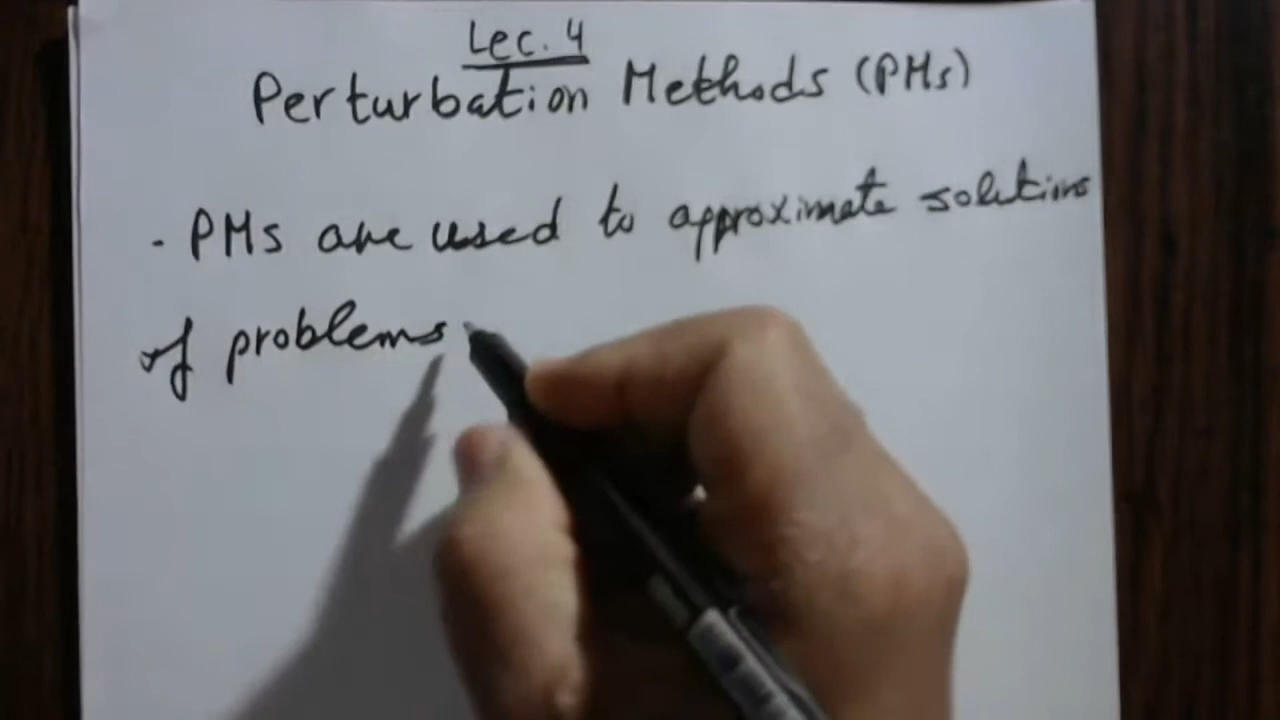 Lec. 4
Perturbation Methods (PMs)
- PMs are used to approximate solutions
of problems